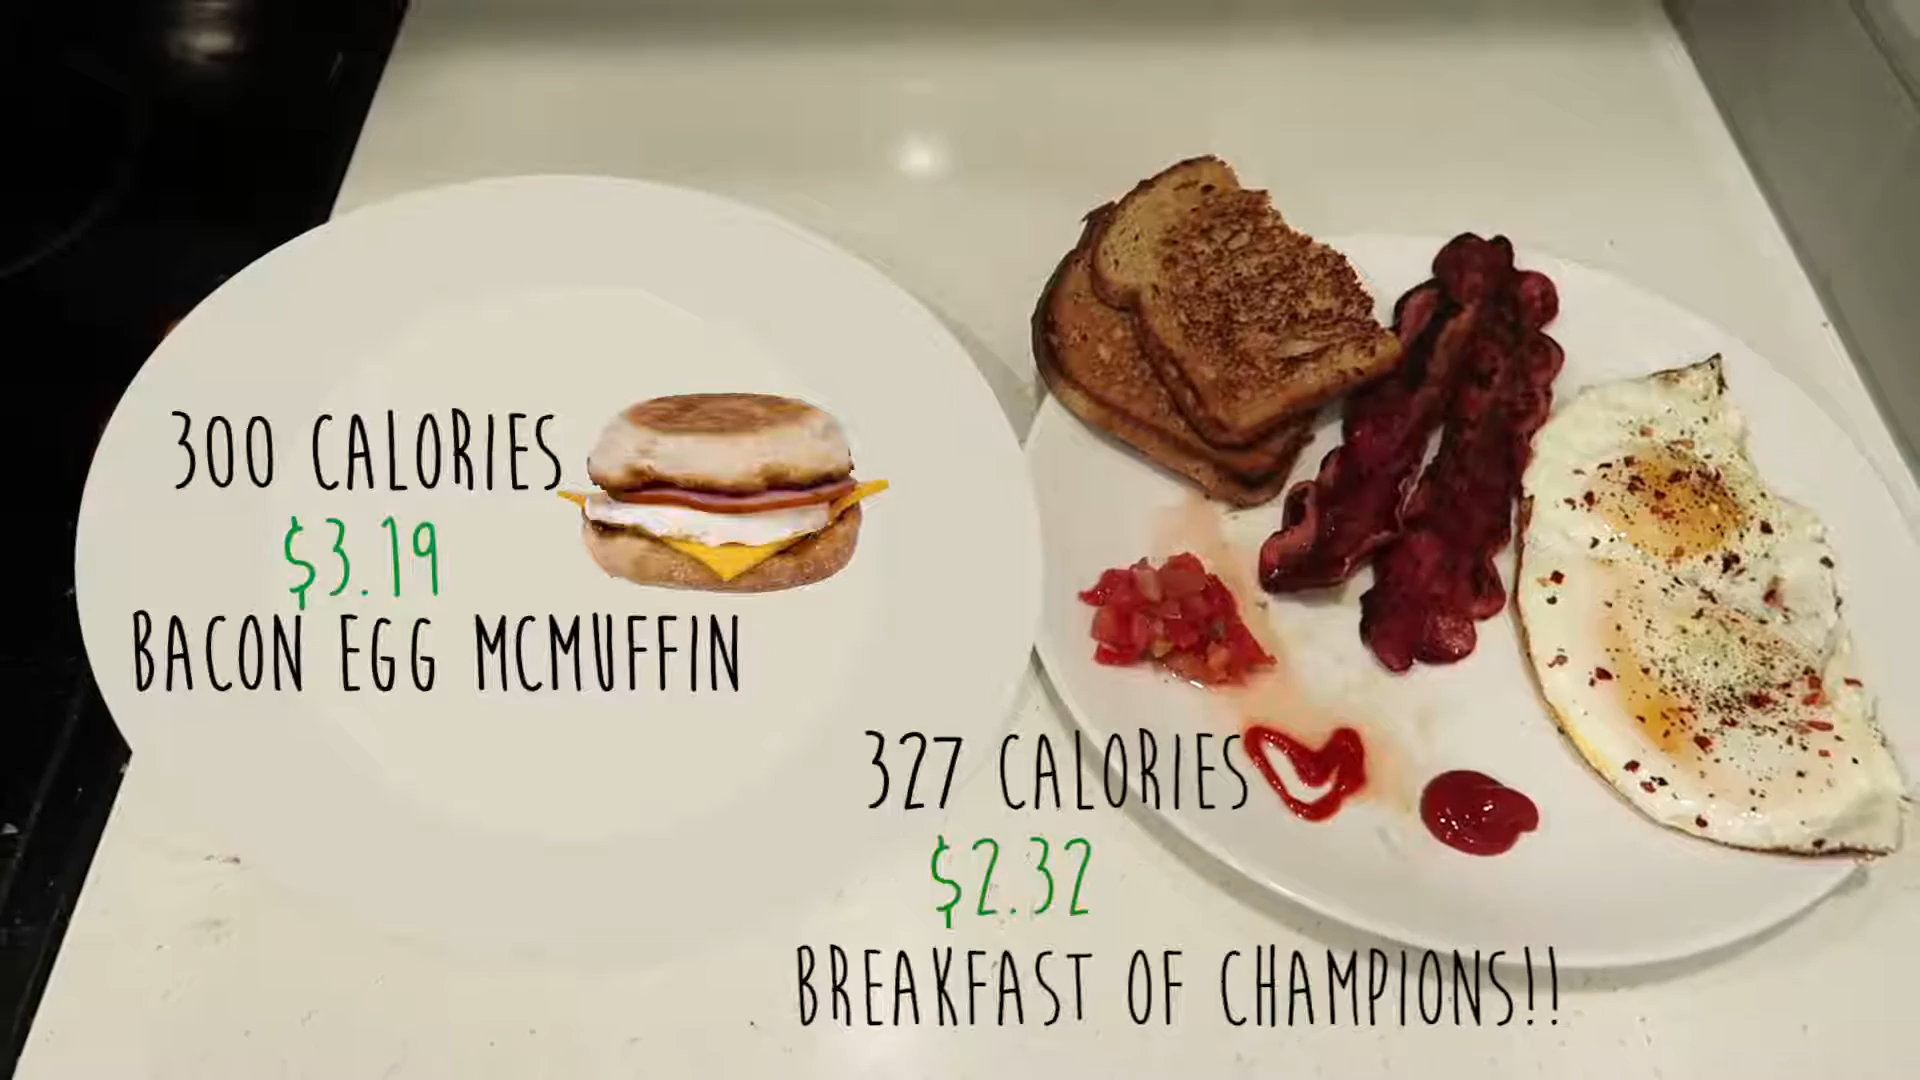 300 CALORIES
$3.19
BACON EGG MCMUFFIN
327 CALORIES
$2.32
BREAKFAST OF CHAMPIONS!!